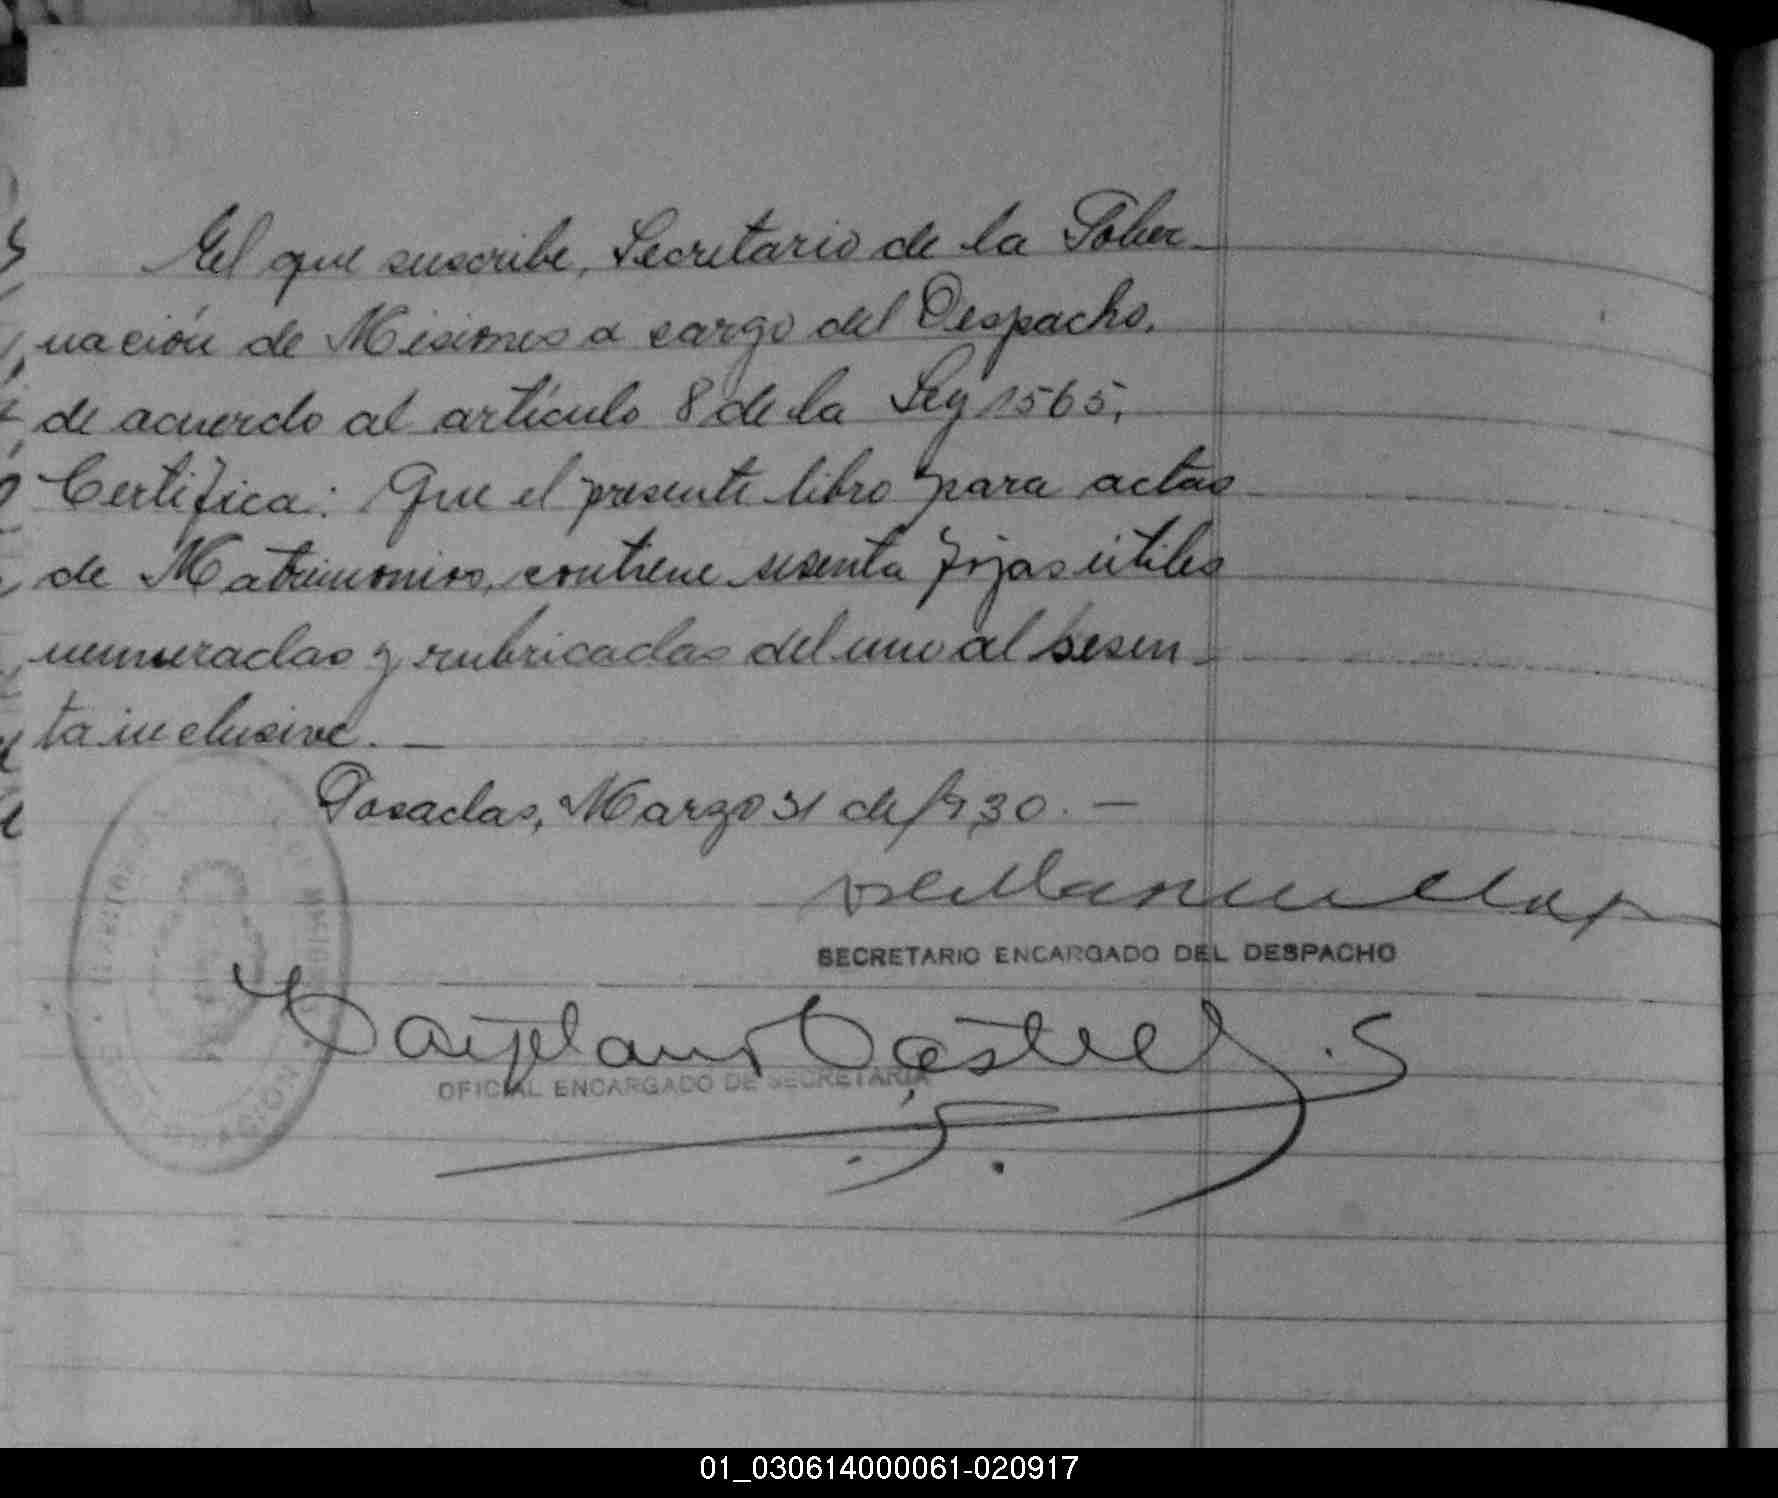 El que suscribe, Secretario de la Gober-
nación de Misiones a cargo del Despacho,
de acuerdo al artículo 8 de la Ley 1565,
Certifica: Que el presente libro para actas
de Matrimonios, contiene sesenta fojas útiles
numeradas y rubricadas del uno al sesen-
ta inclusive. —
Posadas, Marzo 31 de 1930. —
SECRETARIO ENCARGADO DEL DESPACHO
OFICIAL ENCARGADO DE SECRETARIA
01_030614000061-020917